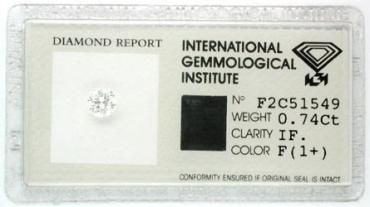 DIAMOND REPORT
INTERNATIONAL
GEMMOLOGICAL
INSTITUTE
Nº F2C51549
WEIGHT 0.74Ct
CLARITY IF.
COLOR F(1+)
CONFORMITY ENSURED IF ORIGINAL SEAL IS INTACT